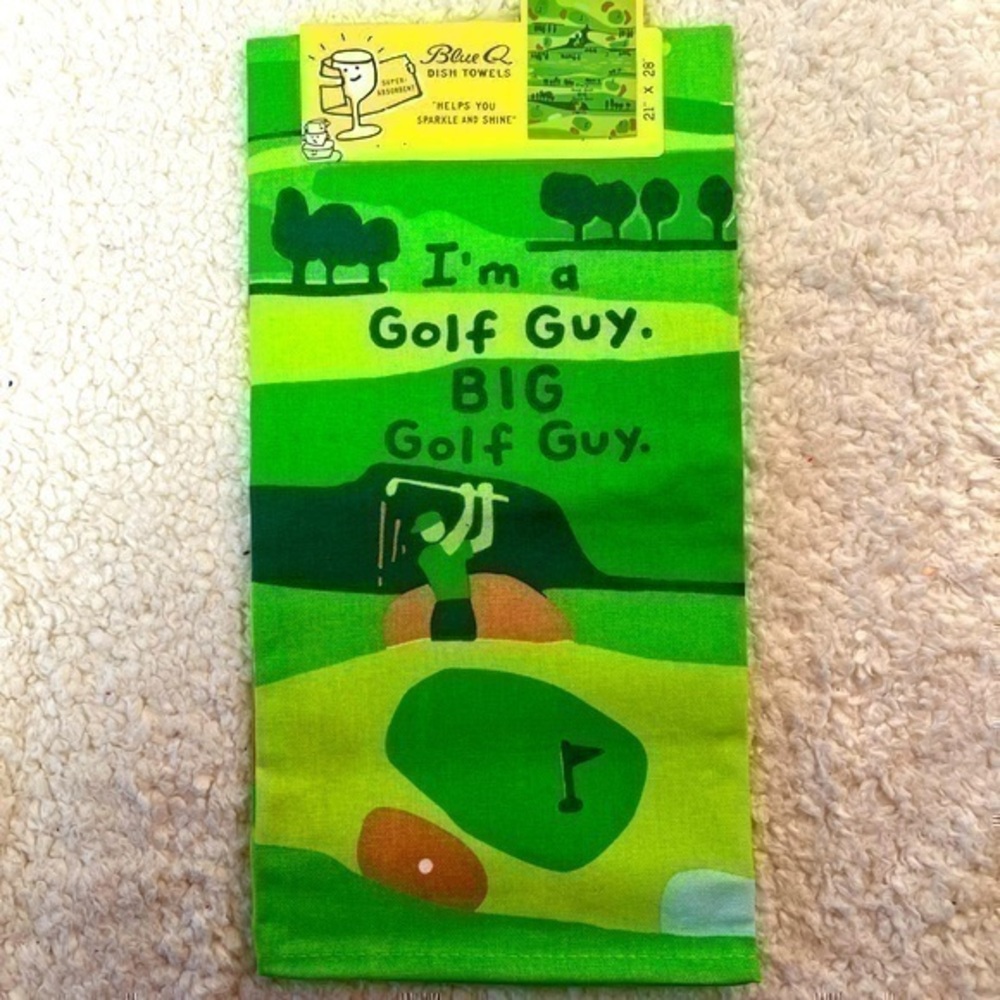 Blue Q
DISH TOWELS
SUPER-
ABSORBENT
"HELPS YOU
SPARKLE AND SHINE"
21" X 28"
I'm a
Golf Guy.
BIG
Golf Guy.